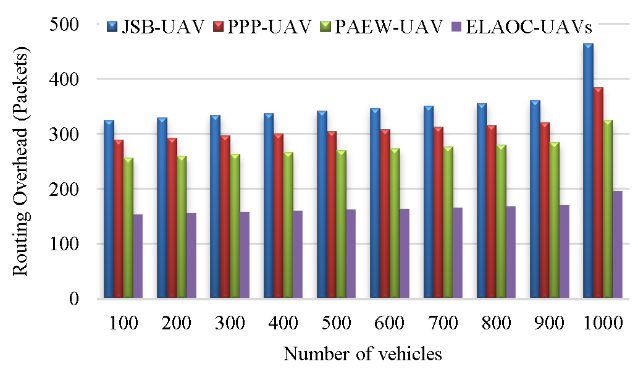 500
JSB-UAV PPP-UAV PAEW-UAV ELAOC-UAVs
400
300
200
100
0
Routing Overhead (Packets)
100 200 300 400 500 600 700 800 900 1000
Number of vehicles